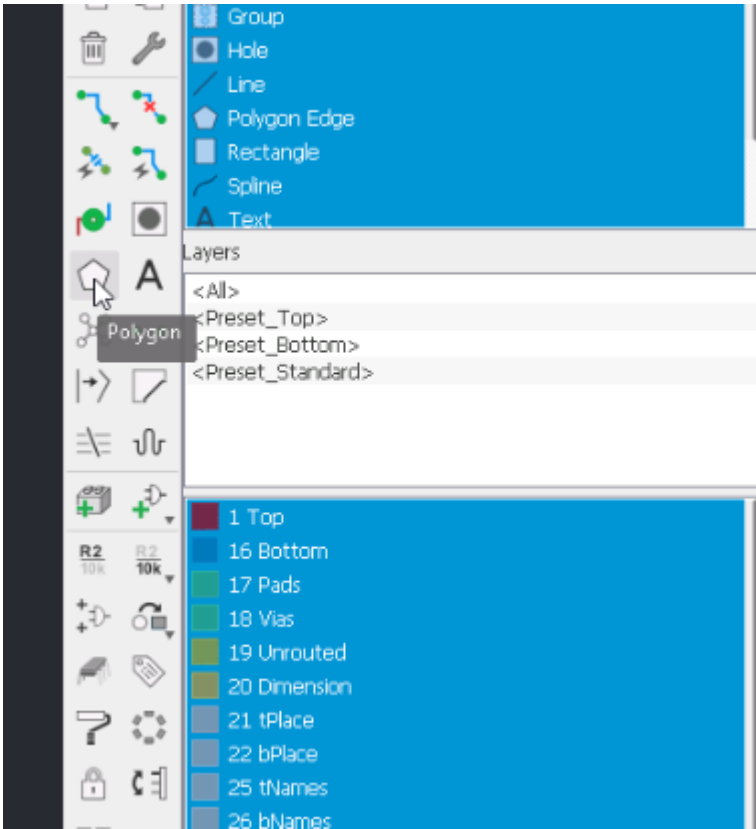 Group
Hole
Line
Polygon Edge
Rectangle
Spline
A Text
Layers
A
<All>
Polygon
<Preset_Top>
<Preset_Bottom>
<Preset_Standard>
1 Top
16 Bottom
R2 10k
R2 10k
17 Pads
18 Vias
19 Unrouted
20 Dimension
21 tPlace
22 bPlace
25 tNames
26 bNames